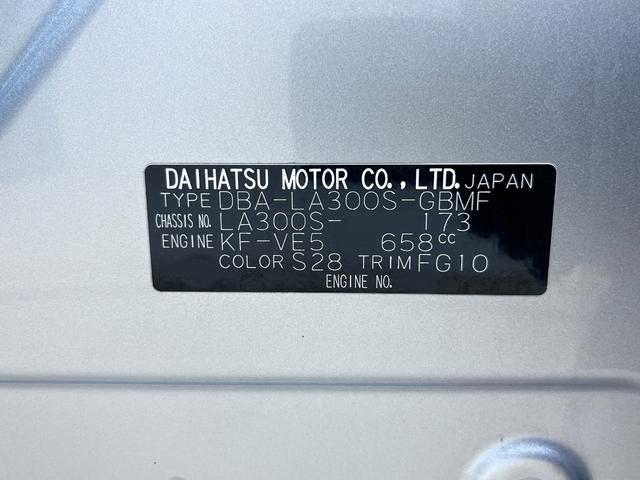 DAIHATSU MOTOR CO., LTD. JAPAN
TYPE DBA-LA300S-GBMF
CHASSIS NO. LA300S- 173
ENGINE KF-VE5 658cc
COLOR S28 TRIM FG10
ENGINE NO.